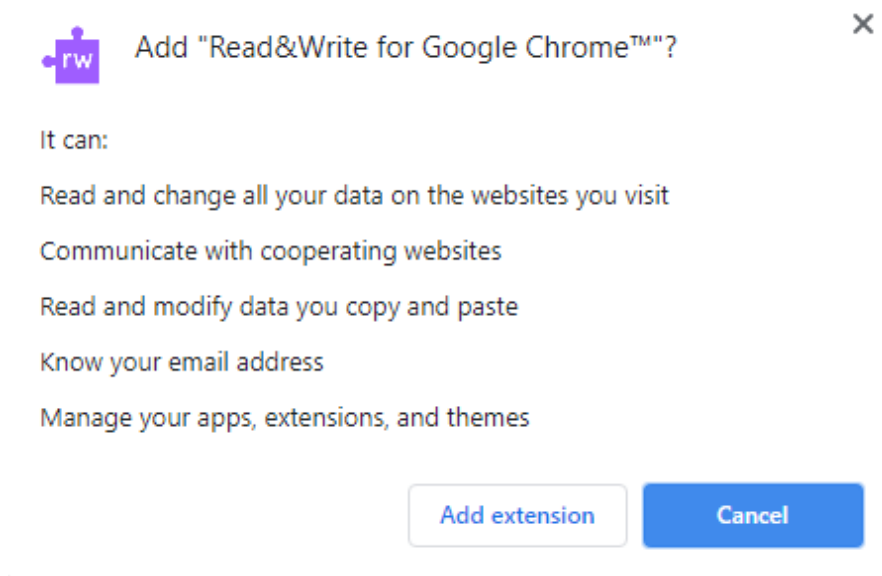 rw
Add "Read&Write for Google Chrome™"?
It can:
Read and change all your data on the websites you visit
Communicate with cooperating websites
Read and modify data you copy and paste
Know your email address
Manage your apps, extensions, and themes
Add extension Cancel